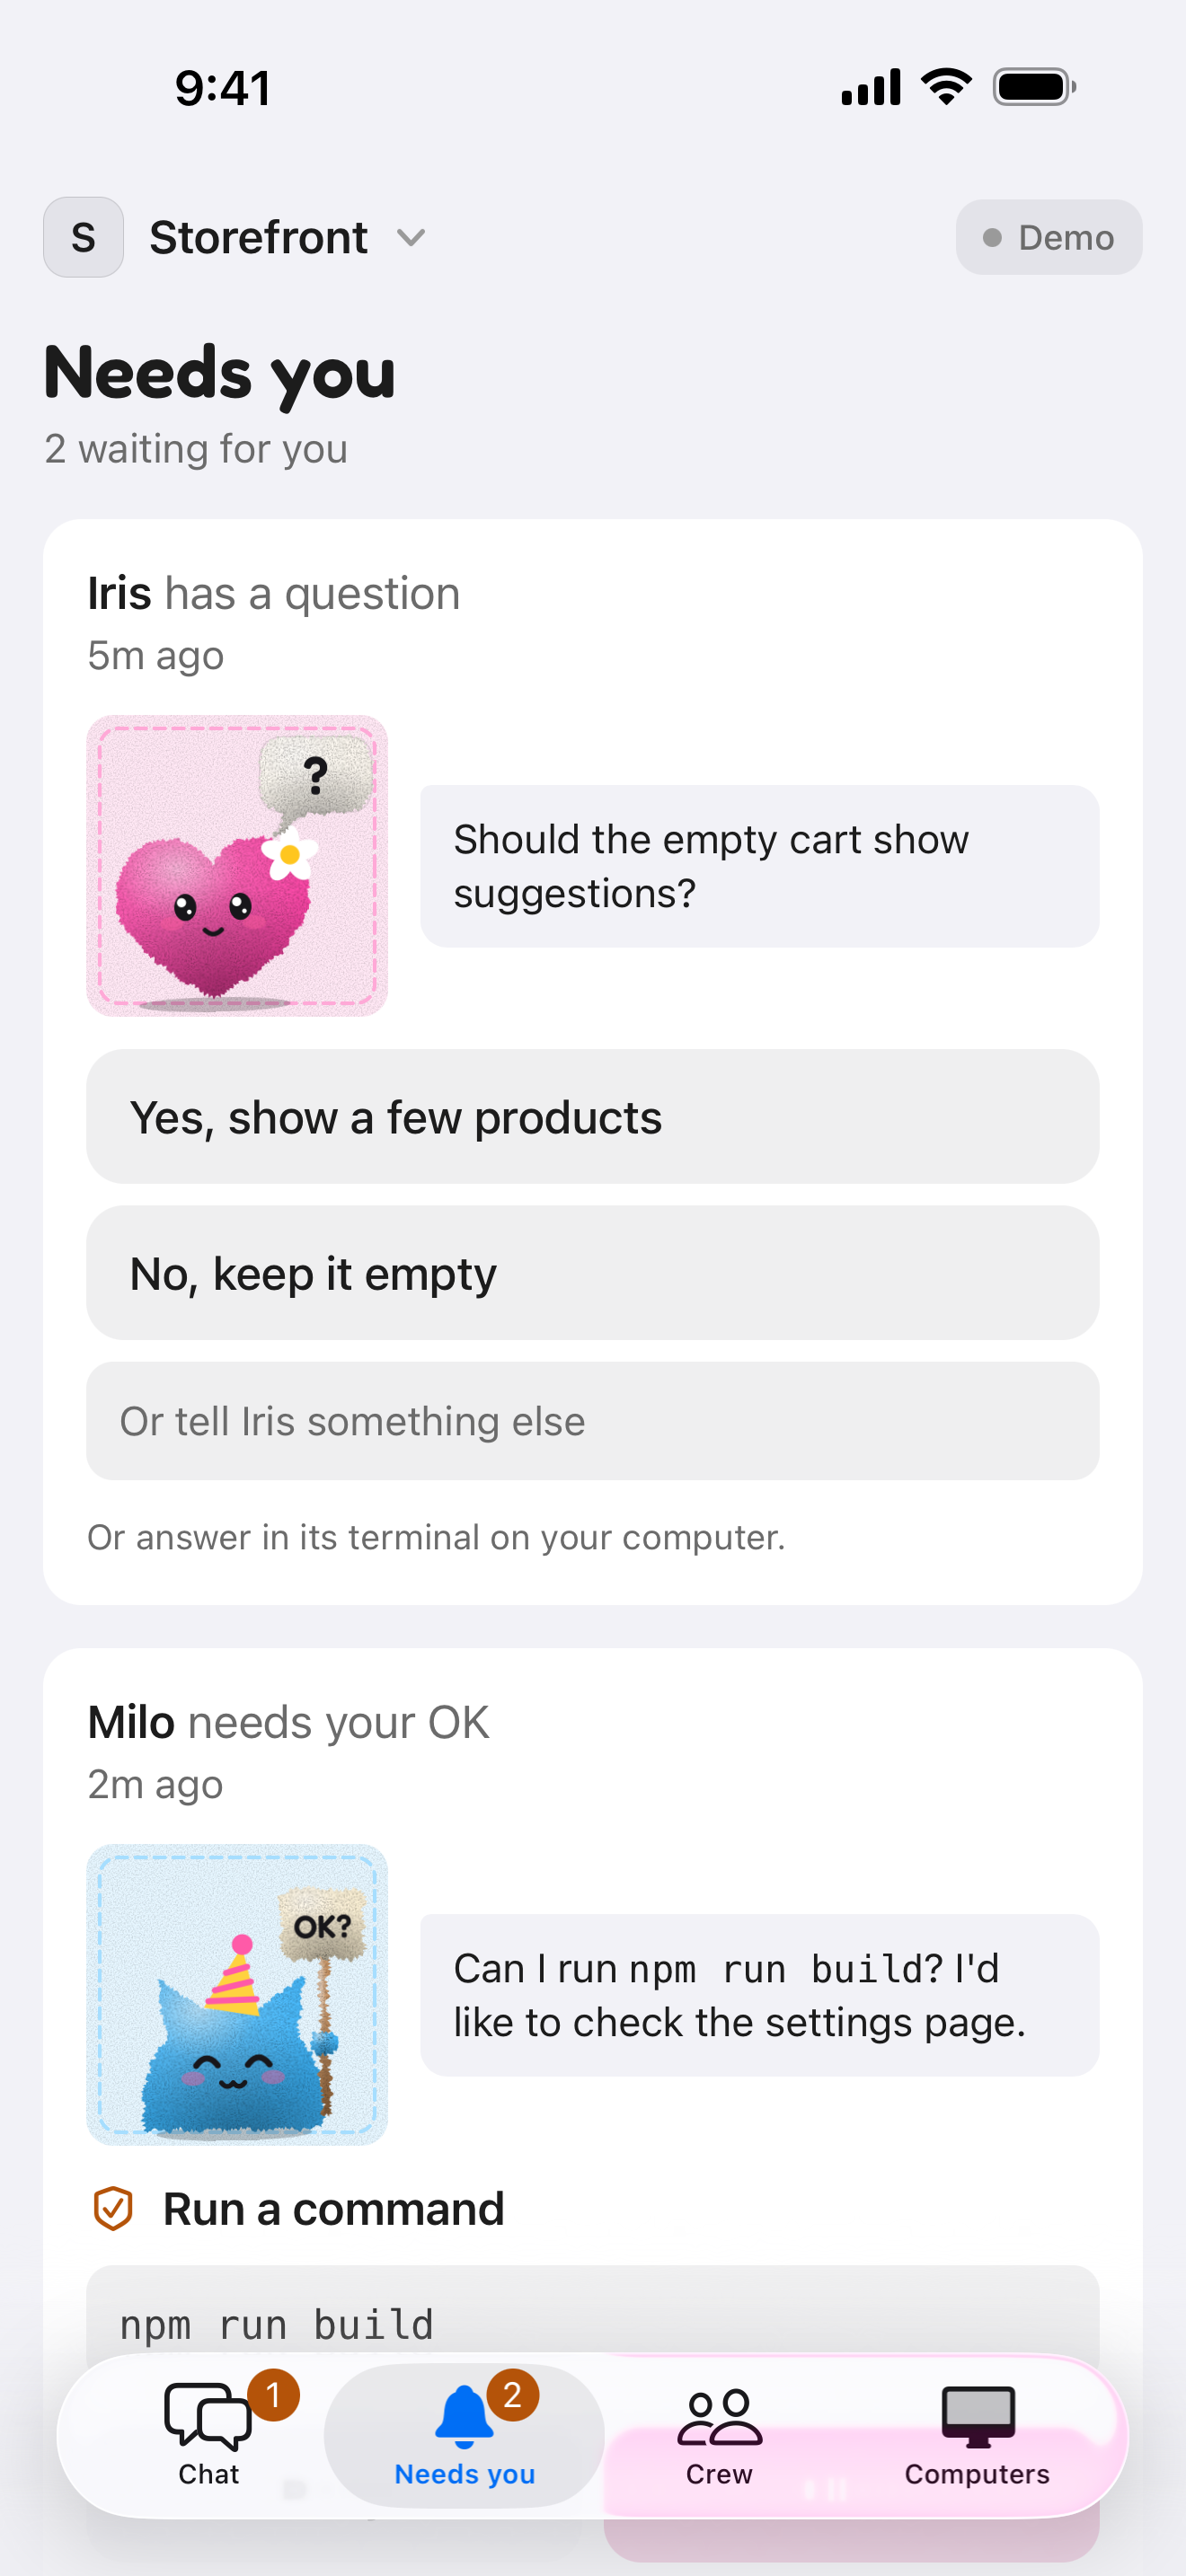 9:41
S Storefront
Demo
Needs you
2 waiting for you
Iris has a question
5m ago
?
Should the empty cart show
suggestions?
Yes, show a few products
No, keep it empty
Or tell Iris something else
Or answer in its terminal on your computer.
Milo needs your OK
2m ago
OK?
Can I run npm run build? I'd
like to check the settings page.
Run a command
npm run build
1
2
Chat
Needs you
Crew
Computers